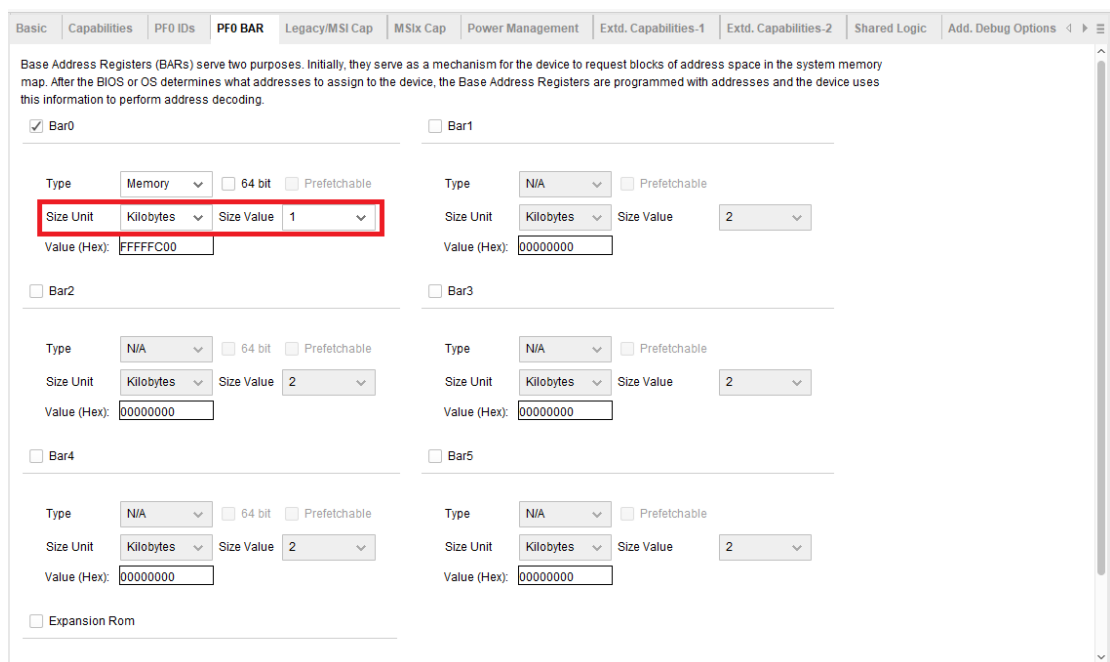 Basic Capabilities PF0 IDs PF0 BAR Legacy/MSI Cap MSIx Cap Power Management Extd. Capabilities-1 Extd. Capabilities-2 Shared Logic Add. Debug Options
Base Address Registers (BARs) serve two purposes. Initially, they serve as a mechanism for the device to request blocks of address space in the system memory
map. After the BIOS or OS determines what addresses to assign to the device, the Base Address Registers are programmed with addresses and the device uses
this information to perform address decoding.
Bar0 Bar1
Type Memory 64 bit Prefetchable Type N/A Prefetchable
Size Unit Kilobytes Size Value 1 Size Unit Kilobytes Size Value 2
Value (Hex): FFFFFC00 Value (Hex): 00000000
Bar2 Bar3
Type N/A 64 bit Prefetchable Type N/A Prefetchable
Size Unit Kilobytes Size Value 2 Size Unit Kilobytes Size Value 2
Value (Hex): 00000000 Value (Hex): 00000000
Bar4 Bar5
Type N/A 64 bit Prefetchable Type N/A Prefetchable
Size Unit Kilobytes Size Value 2 Size Unit Kilobytes Size Value 2
Value (Hex): 00000000 Value (Hex): 00000000
Expansion Rom